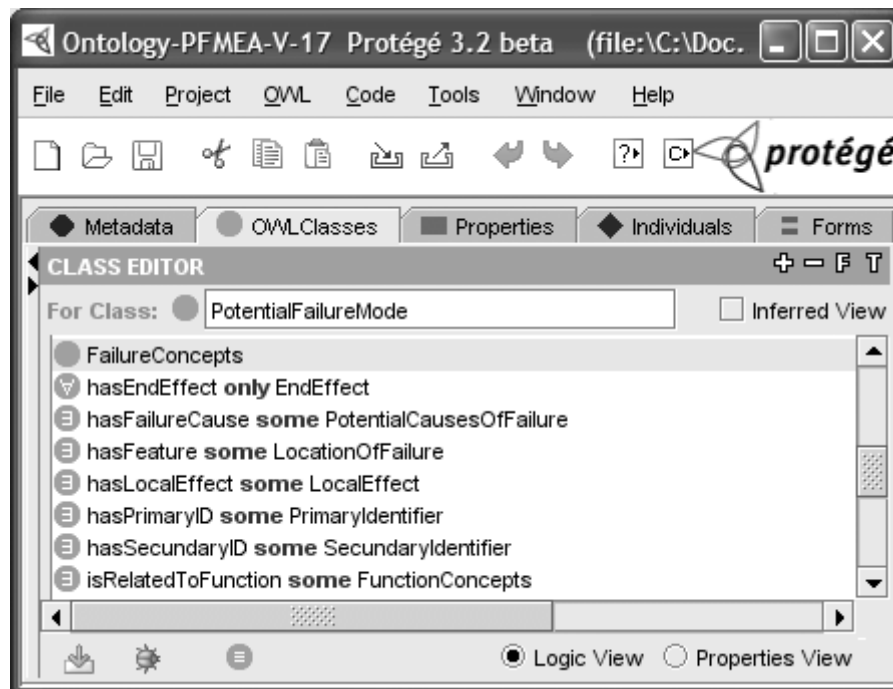 Ontology-PFMEA-V-17 Protégé 3.2 beta (file:\C:\Doc.
File Edit Project OWL Code Tools Window Help
protégé
Metadata OWLClasses Properties Individuals Forms
CLASS EDITOR F T
For Class: PotentialFailureMode Inferred View
FailureConcepts
∀ hasEndEffect only EndEffect
∃ hasFailureCause some PotentialCausesOfFailure
∃ hasFeature some LocationOfFailure
∃ hasLocalEffect some LocalEffect
∃ hasPrimaryID some PrimaryIdentifier
∃ hasSecundaryID some SecundaryIdentifier
∃ isRelatedToFunction some FunctionConcepts
Logic View Properties View